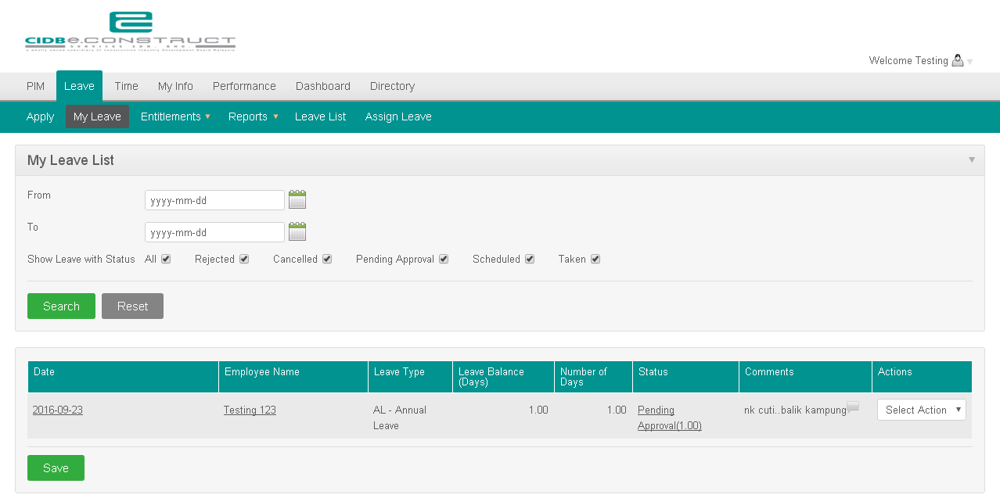 CIDB e.CONSTRUCT
SERVICES SDN. BHD.
a wholly owned subsidiary of Construction Industry Development Board Malaysia
Welcome Testing
PIM Leave Time My Info Performance Dashboard Directory
Apply My Leave Entitlements Reports Leave List Assign Leave
My Leave List
From yyyy-mm-dd
To yyyy-mm-dd
Show Leave with Status All Rejected Cancelled Pending Approval Scheduled Taken
Search Reset
Date Employee Name Leave Type Leave Balance (Days) Number of Days Status Comments Actions
2016-09-23 Testing 123 AL - Annual Leave 1.00 1.00 Pending Approval(1.00) nk cuti..balik kampung Select Action
Save